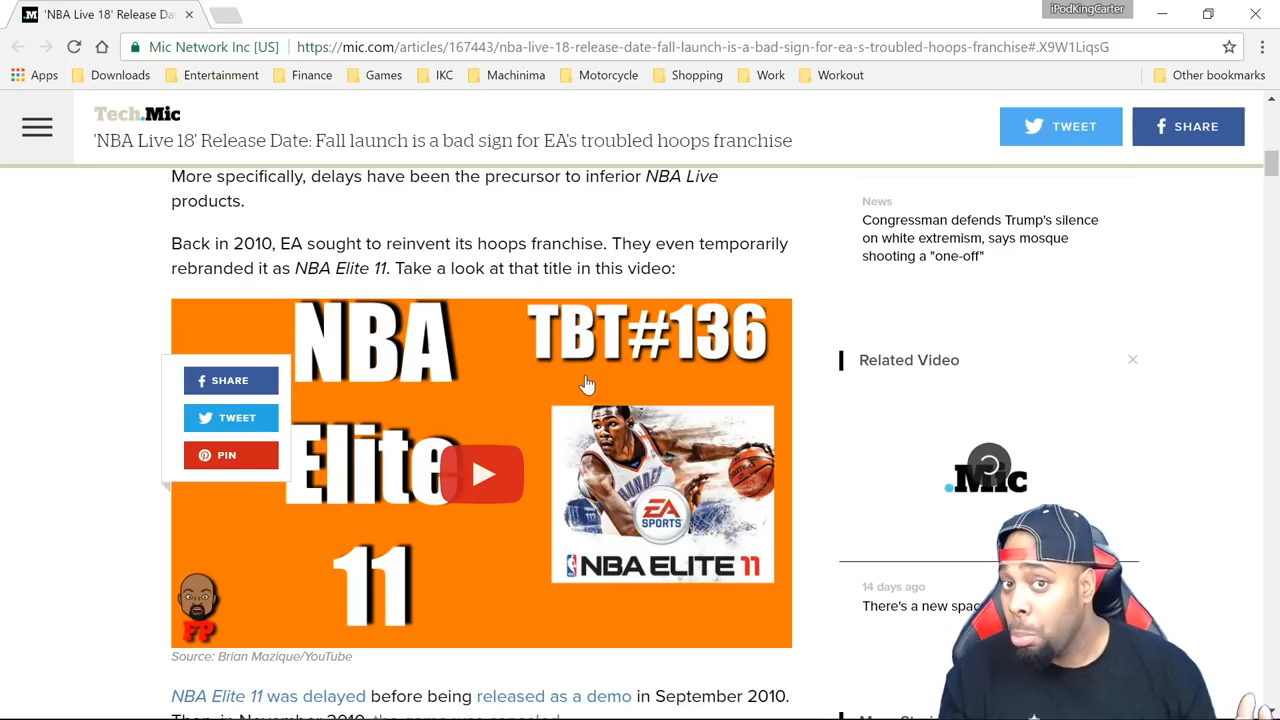 'NBA Live 18' Release Da
iPodKingCarter
Mic Network Inc [US]
https://mic.com/articles/167443/nba-live-18-release-date-fall-launch-is-a-bad-sign-for-ea-s-troubled-hoops-franchise#.X9W1LiqsG
Apps Downloads Entertainment Finance Games IKC Machinima Motorcycle Shopping Work Workout Other bookmarks
Tech.Mic
'NBA Live 18' Release Date: Fall launch is a bad sign for EA's troubled hoops franchise
TWEET
SHARE
More specifically, delays have been the precursor to inferior NBA Live
products.
Back in 2010, EA sought to reinvent its hoops franchise. They even temporarily
rebranded it as NBA Elite 11. Take a look at that title in this video:
NBA
Elite
11
TBT#136
EA
SPORTS
NBA ELITE 11
FP
SHARE
TWEET
PIN
Source: Brian Mazique/YouTube
NBA Elite 11 was delayed before being released as a demo in September 2010.
Then, in November 2010, the game was canceled
News
Congressman defends Trump's silence
on white extremism, says mosque
shooting a "one-off"
Related Video
.Mic
14 days ago
There's a new spac